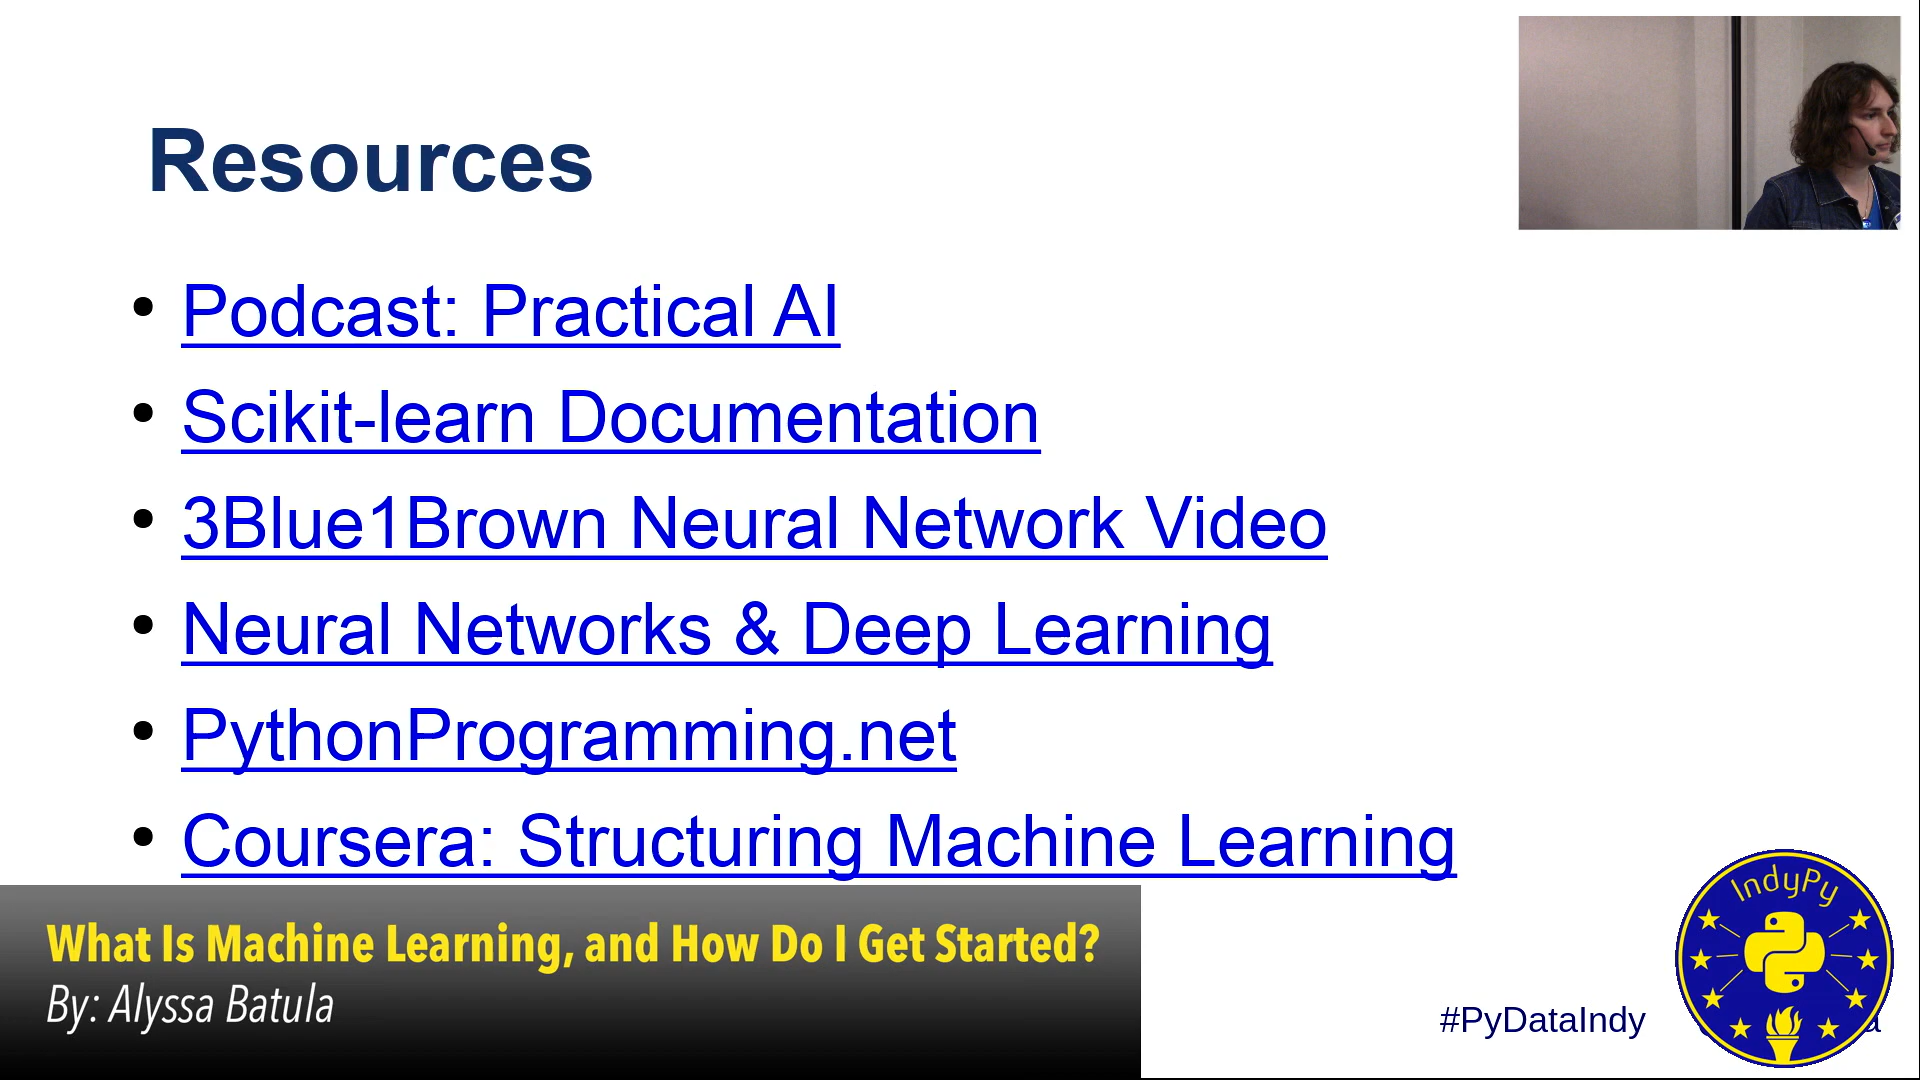 Resources
Podcast: Practical AI
Scikit-learn Documentation
3Blue1Brown Neural Network Video
Neural Networks & Deep Learning
PythonProgramming.net
Coursera: Structuring Machine Learning
What Is Machine Learning, and How Do I Get Started?
By: Alyssa Batula
IndyPy
#PyDataIndy